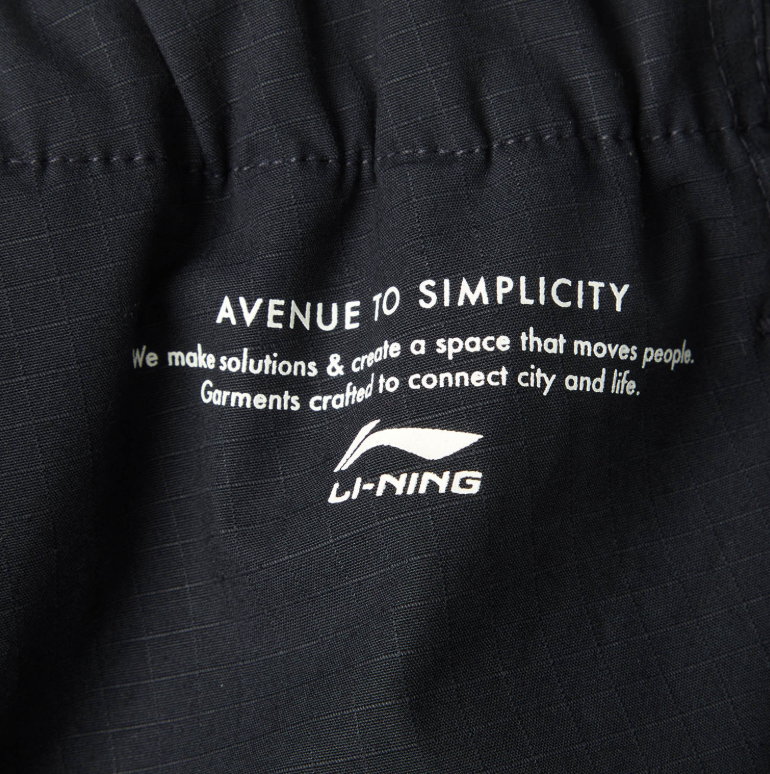 AVENUE TO SIMPLICITY
We make solutions & create a space that moves people.
Garments crafted to connect city and life.
LI-NING